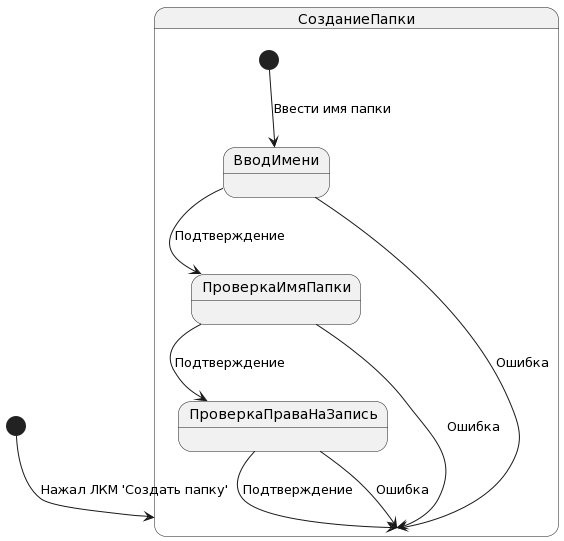 СозданиеПапки
Ввести имя папки
ВводИмени
Подтверждение
ПроверкаИмяПапки
Подтверждение
Ошибка
ПроверкаПраваНаЗапись
Ошибка
Нажал ЛКМ 'Создать папку'
Подтверждение
Ошибка